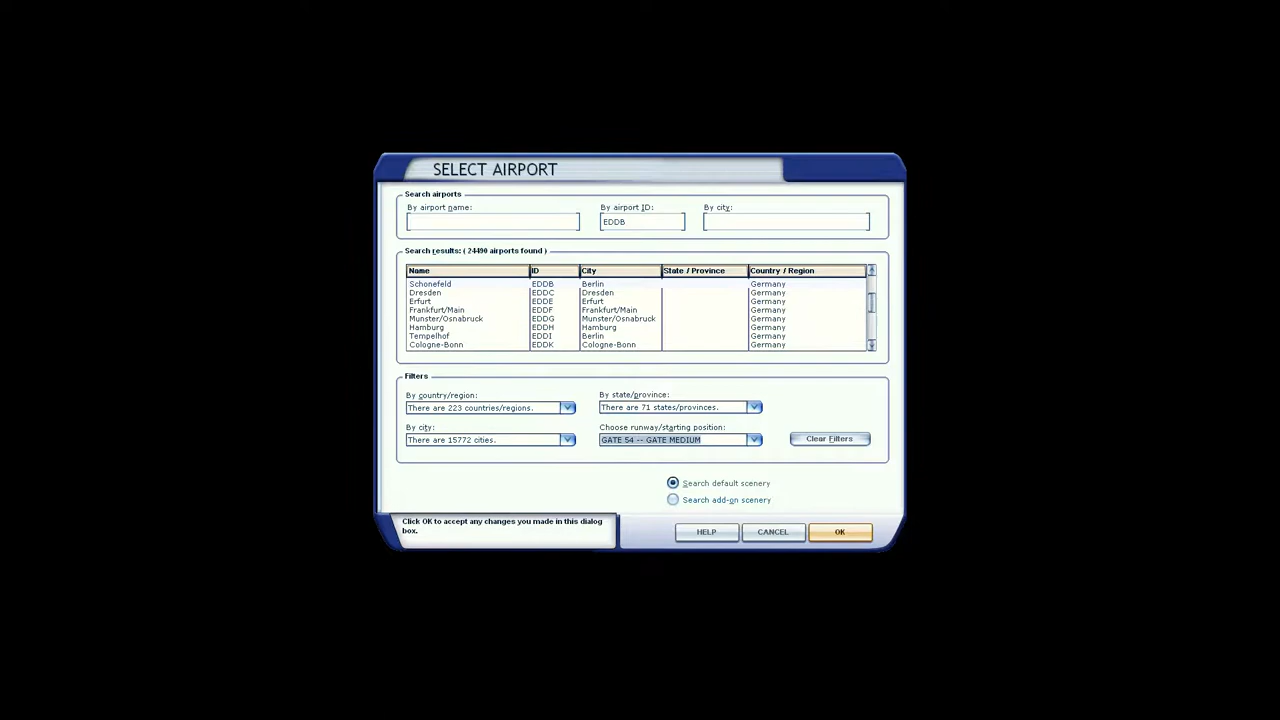 SELECT AIRPORT
Search airports
By airport name: By airport ID: By city:
EDDB
Search results: ( 24490 airports found )
Name ID City State / Province Country / Region
Schonefeld EDDB Berlin Germany
Dresden EDDC Dresden Germany
Erfurt EDDE Erfurt Germany
Frankfurt/Main EDDF Frankfurt/Main Germany
Munster/Osnabruck EDDG Munster/Osnabruck Germany
Hamburg EDDH Hamburg Germany
Tempelhof EDDI Berlin Germany
Cologne-Bonn EDDK Cologne-Bonn Germany
Filters
By country/region: By state/province:
There are 223 countries/regions. There are 71 states/provinces.
By city: Choose runway/starting position:
There are 15772 cities. GATE S4 -- GATE MEDIUM Clear Filters
Search default scenery
Search add-on scenery
Click OK to accept any changes you made in this dialog
box.
HELP CANCEL OK